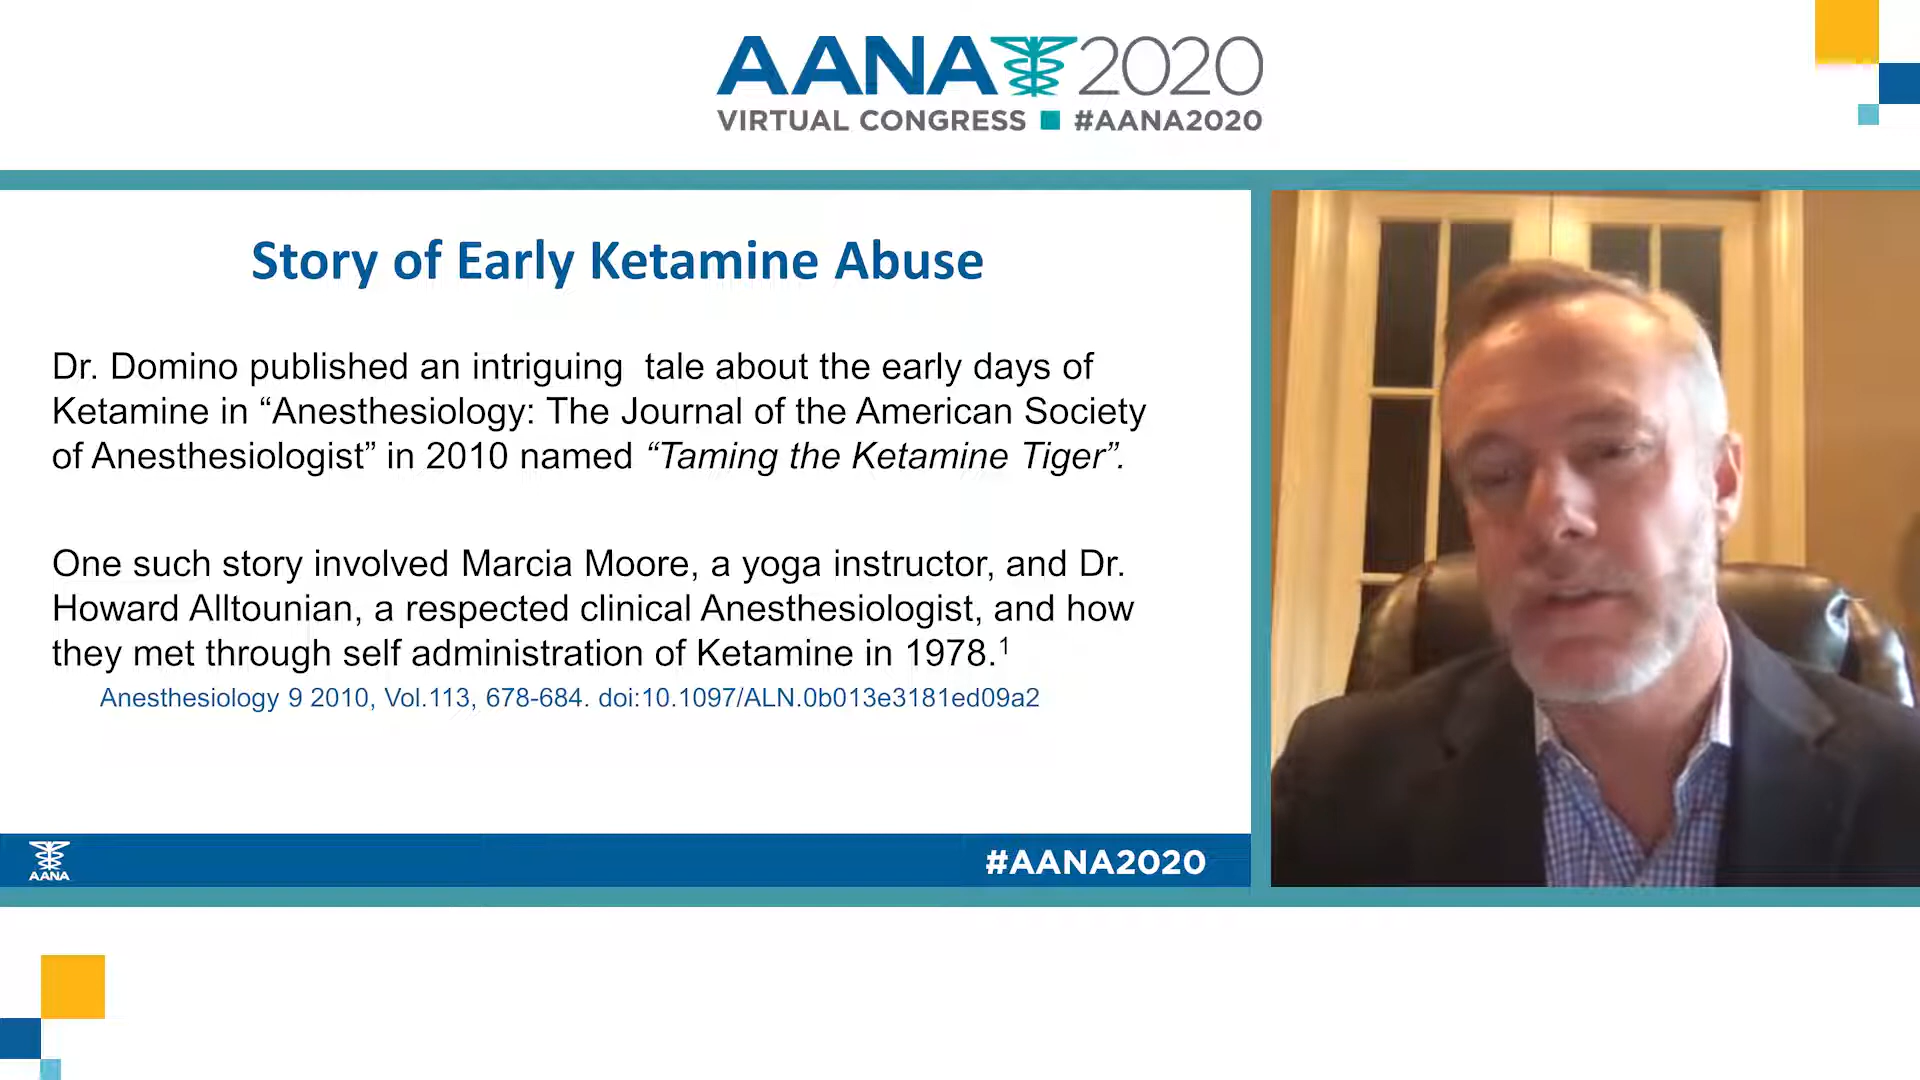 AANA 2020
VIRTUAL CONGRESS #AANA2020
Story of Early Ketamine Abuse
Dr. Domino published an intriguing tale about the early days of
Ketamine in “Anesthesiology: The Journal of the American Society
of Anesthesiologist” in 2010 named “Taming the Ketamine Tiger”.
One such story involved Marcia Moore, a yoga instructor, and Dr.
Howard Alltounian, a respected clinical Anesthesiologist, and how
they met through self administration of Ketamine in 1978.¹
Anesthesiology 9 2010, Vol.113, 678-684. doi:10.1097/ALN.0b013e3181ed09a2
AANA
#AANA2020